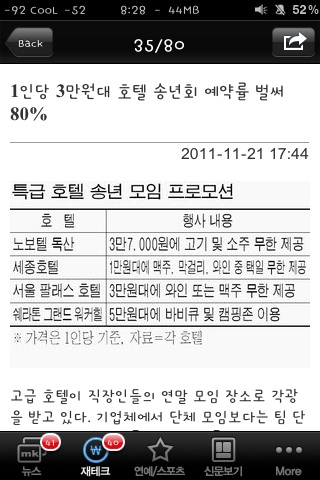 -92 CooL -52 8:28 - 44MB 52%
Back 35/80
1인당 3만원대 호텔 송년회 예약률 벌써
80%
2011-11-21 17:44
특급 호텔 송년 모임 프로모션
호 텔 행사 내용
노보텔 독산 3만7,000원에 고기 및 소주 무한 제공
세종호텔 1만원대에 맥주, 막걸리, 와인 중 택일 무한 제공
서울 팔래스 호텔 3만원대에 와인 또는 맥주 무한 제공
쉐라톤 그랜드 워커힐 5만원대에 바비큐 및 캠핑존 이용
※ 가격은 1인당 기준, 자료=각 호텔
고급 호텔이 직장인들의 연말 모임 장소로 각광
을 받고 있다. 기업체에서 단체 모임보다는 팀 단
mk 41 ₩ 40
뉴스 재테크 연예/스포츠 신문보기 More